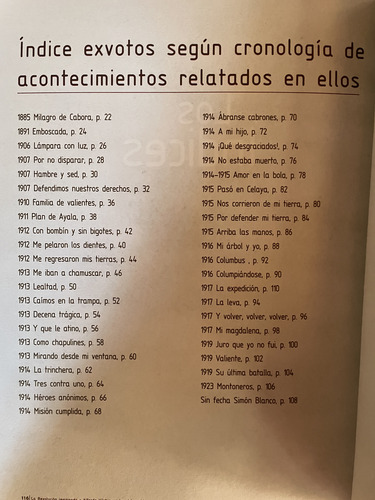 Índice exvotos según cronología de
acontecimientos relatados en ellos
1885 Milagro de Cabora, p. 22
1891 Emboscada, p. 24
1906 Lámpara con luz, p. 26
1907 Por no disparar, p. 28
1907 Hambre y sed, p. 30
1907 Defendimos nuestros derechos, p. 32
1910 Familia de valientes, p. 36
1911 Plan de Ayala, p. 38
1912 Con bombín y sin bigotes, p. 42
1912 Me pelaron los dientes, p. 40
1912 Me regresaron mis tierras, p. 44
1913 Me iban a chamuscar, p. 46
1913 Lealtad, p. 50
1913 Caímos en la trampa, p. 52
1913 Decena trágica, p. 54
1913 Y que le atino, p. 56
1913 Como chapulines, p. 58
1913 Mirando desde mi ventana, p. 60
1914 La trinchera, p. 62
1914 Tres contra uno, p. 64
1914 Héroes anónimos, p. 66
1914 Misión cumplida, p. 68
1914 Ábranse cabrones, p. 70
1914 A mi hijo, p. 72
1914 ¡Qué desgraciados!, p. 74
1914 No estaba muerto, p. 76
1914-1915 Amor en la bola, p. 78
1915 Pasó en Celaya, p. 82
1915 Nos corrieron de mi tierra, p. 80
1915 Por defender mi tierra, p. 84
1915 Arriba las manos, p. 86
1916 Mi árbol y yo, p. 88
1916 Columbus , p. 92
1916 Columpiándose, p. 90
1917 La expedición, p. 110
1917 La leva, p. 94
1917 Y volver, volver, volver, p. 96
1917 Mi magdalena, p. 98
1919 Juro que yo no fui, p. 100
1919 Valiente, p. 102
1919 Su última batalla, p. 104
1923 Montoneros, p. 106
Sin fecha Simón Blanco, p. 108